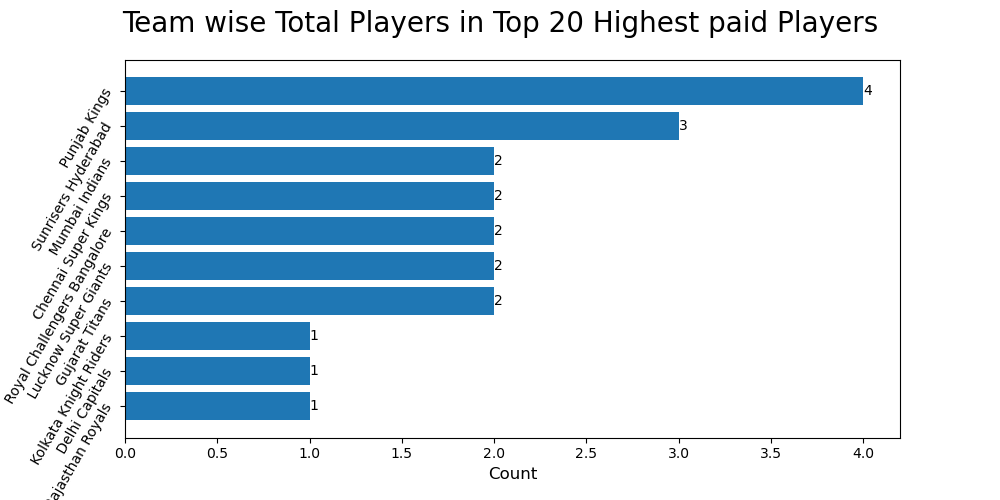 Team wise Total Players in Top 20 Highest paid Players
Punjab Kings
4
Sunrisers Hyderabad
3
Mumbai Indians
2
Chennai Super Kings
2
Royal Challengers Bangalore
2
Lucknow Super Giants
2
Gujarat Titans
2
Kolkata Knight Riders
1
Delhi Capitals
1
Rajasthan Royals
1
0.0 0.5 1.0 1.5 2.0 2.5 3.0 3.5 4.0
Count